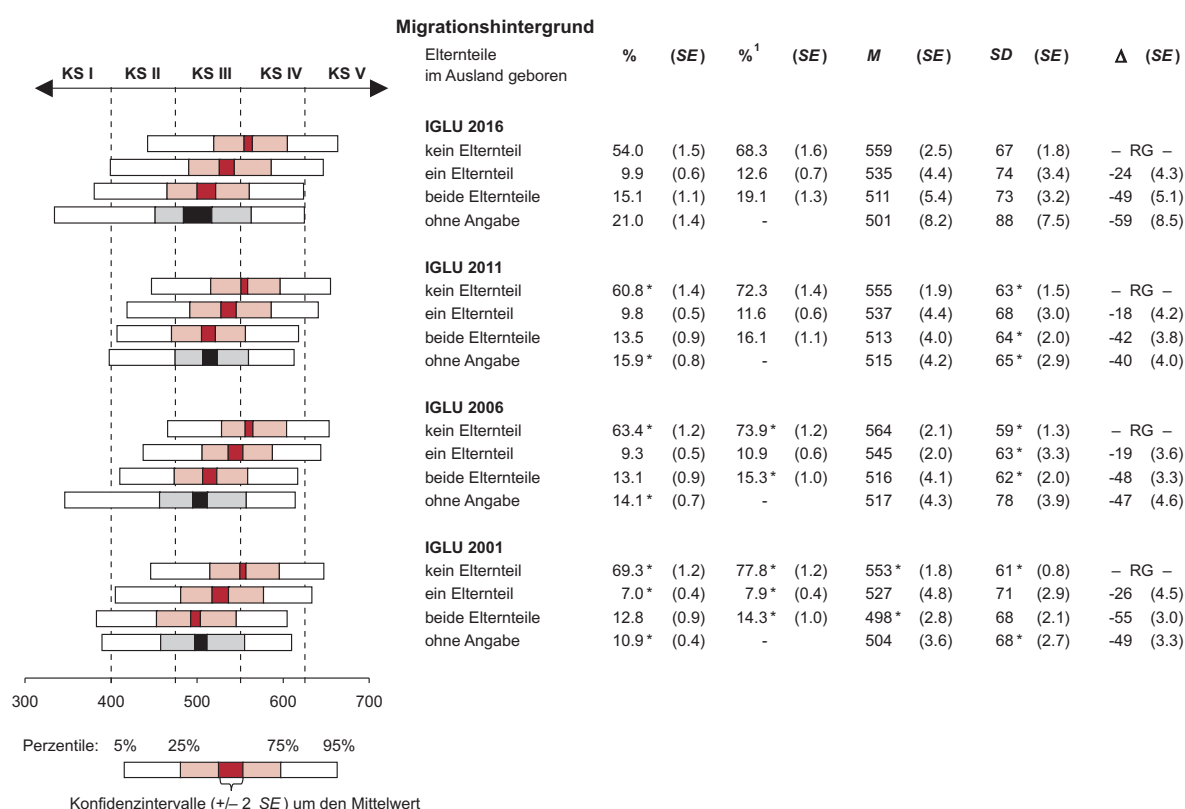 Migrationshintergrund
Elternteile % (SE) %1 (SE) M (SE) SD (SE) Δ (SE)
im Ausland geboren
KS I KS II KS III KS IV KS V
IGLU 2016
kein Elternteil 54.0 (1.5) 68.3 (1.6) 559 (2.5) 67 (1.8) – RG –
ein Elternteil 9.9 (0.6) 12.6 (0.7) 535 (4.4) 74 (3.4) -24 (4.3)
beide Elternteile 15.1 (1.1) 19.1 (1.3) 511 (5.4) 73 (3.2) -49 (5.1)
ohne Angabe 21.0 (1.4) - 501 (8.2) 88 (7.5) -59 (8.5)
IGLU 2011
kein Elternteil 60.8 * (1.4) 72.3 (1.4) 555 (1.9) 63 * (1.5) – RG –
ein Elternteil 9.8 (0.5) 11.6 (0.6) 537 (4.4) 68 (3.0) -18 (4.2)
beide Elternteile 13.5 (0.9) 16.1 (1.1) 513 (4.0) 64 * (2.0) -42 (3.8)
ohne Angabe 15.9 * (0.8) - 515 (4.2) 65 * (2.9) -40 (4.0)
IGLU 2006
kein Elternteil 63.4 * (1.2) 73.9 * (1.2) 564 (2.1) 59 * (1.3) – RG –
ein Elternteil 9.3 (0.5) 10.9 (0.6) 545 (2.0) 63 * (3.3) -19 (3.6)
beide Elternteile 13.1 (0.9) 15.3 * (1.0) 516 (4.1) 62 * (2.0) -48 (3.3)
ohne Angabe 14.1 * (0.7) - 517 (4.3) 78 (3.9) -47 (4.6)
IGLU 2001
kein Elternteil 69.3 * (1.2) 77.8 * (1.2) 553 * (1.8) 61 * (0.8) – RG –
ein Elternteil 7.0 * (0.4) 7.9 * (0.4) 527 (4.8) 71 (2.9) -26 (4.5)
beide Elternteile 12.8 (0.9) 14.3 * (1.0) 498 * (2.8) 68 (2.1) -55 (3.0)
ohne Angabe 10.9 * (0.4) - 504 (3.6) 68 * (2.7) -49 (3.3)
300 400 500 600 700
Perzentile: 5% 25% 75% 95%
Konfidenzintervalle (+/– 2 SE) um den Mittelwert